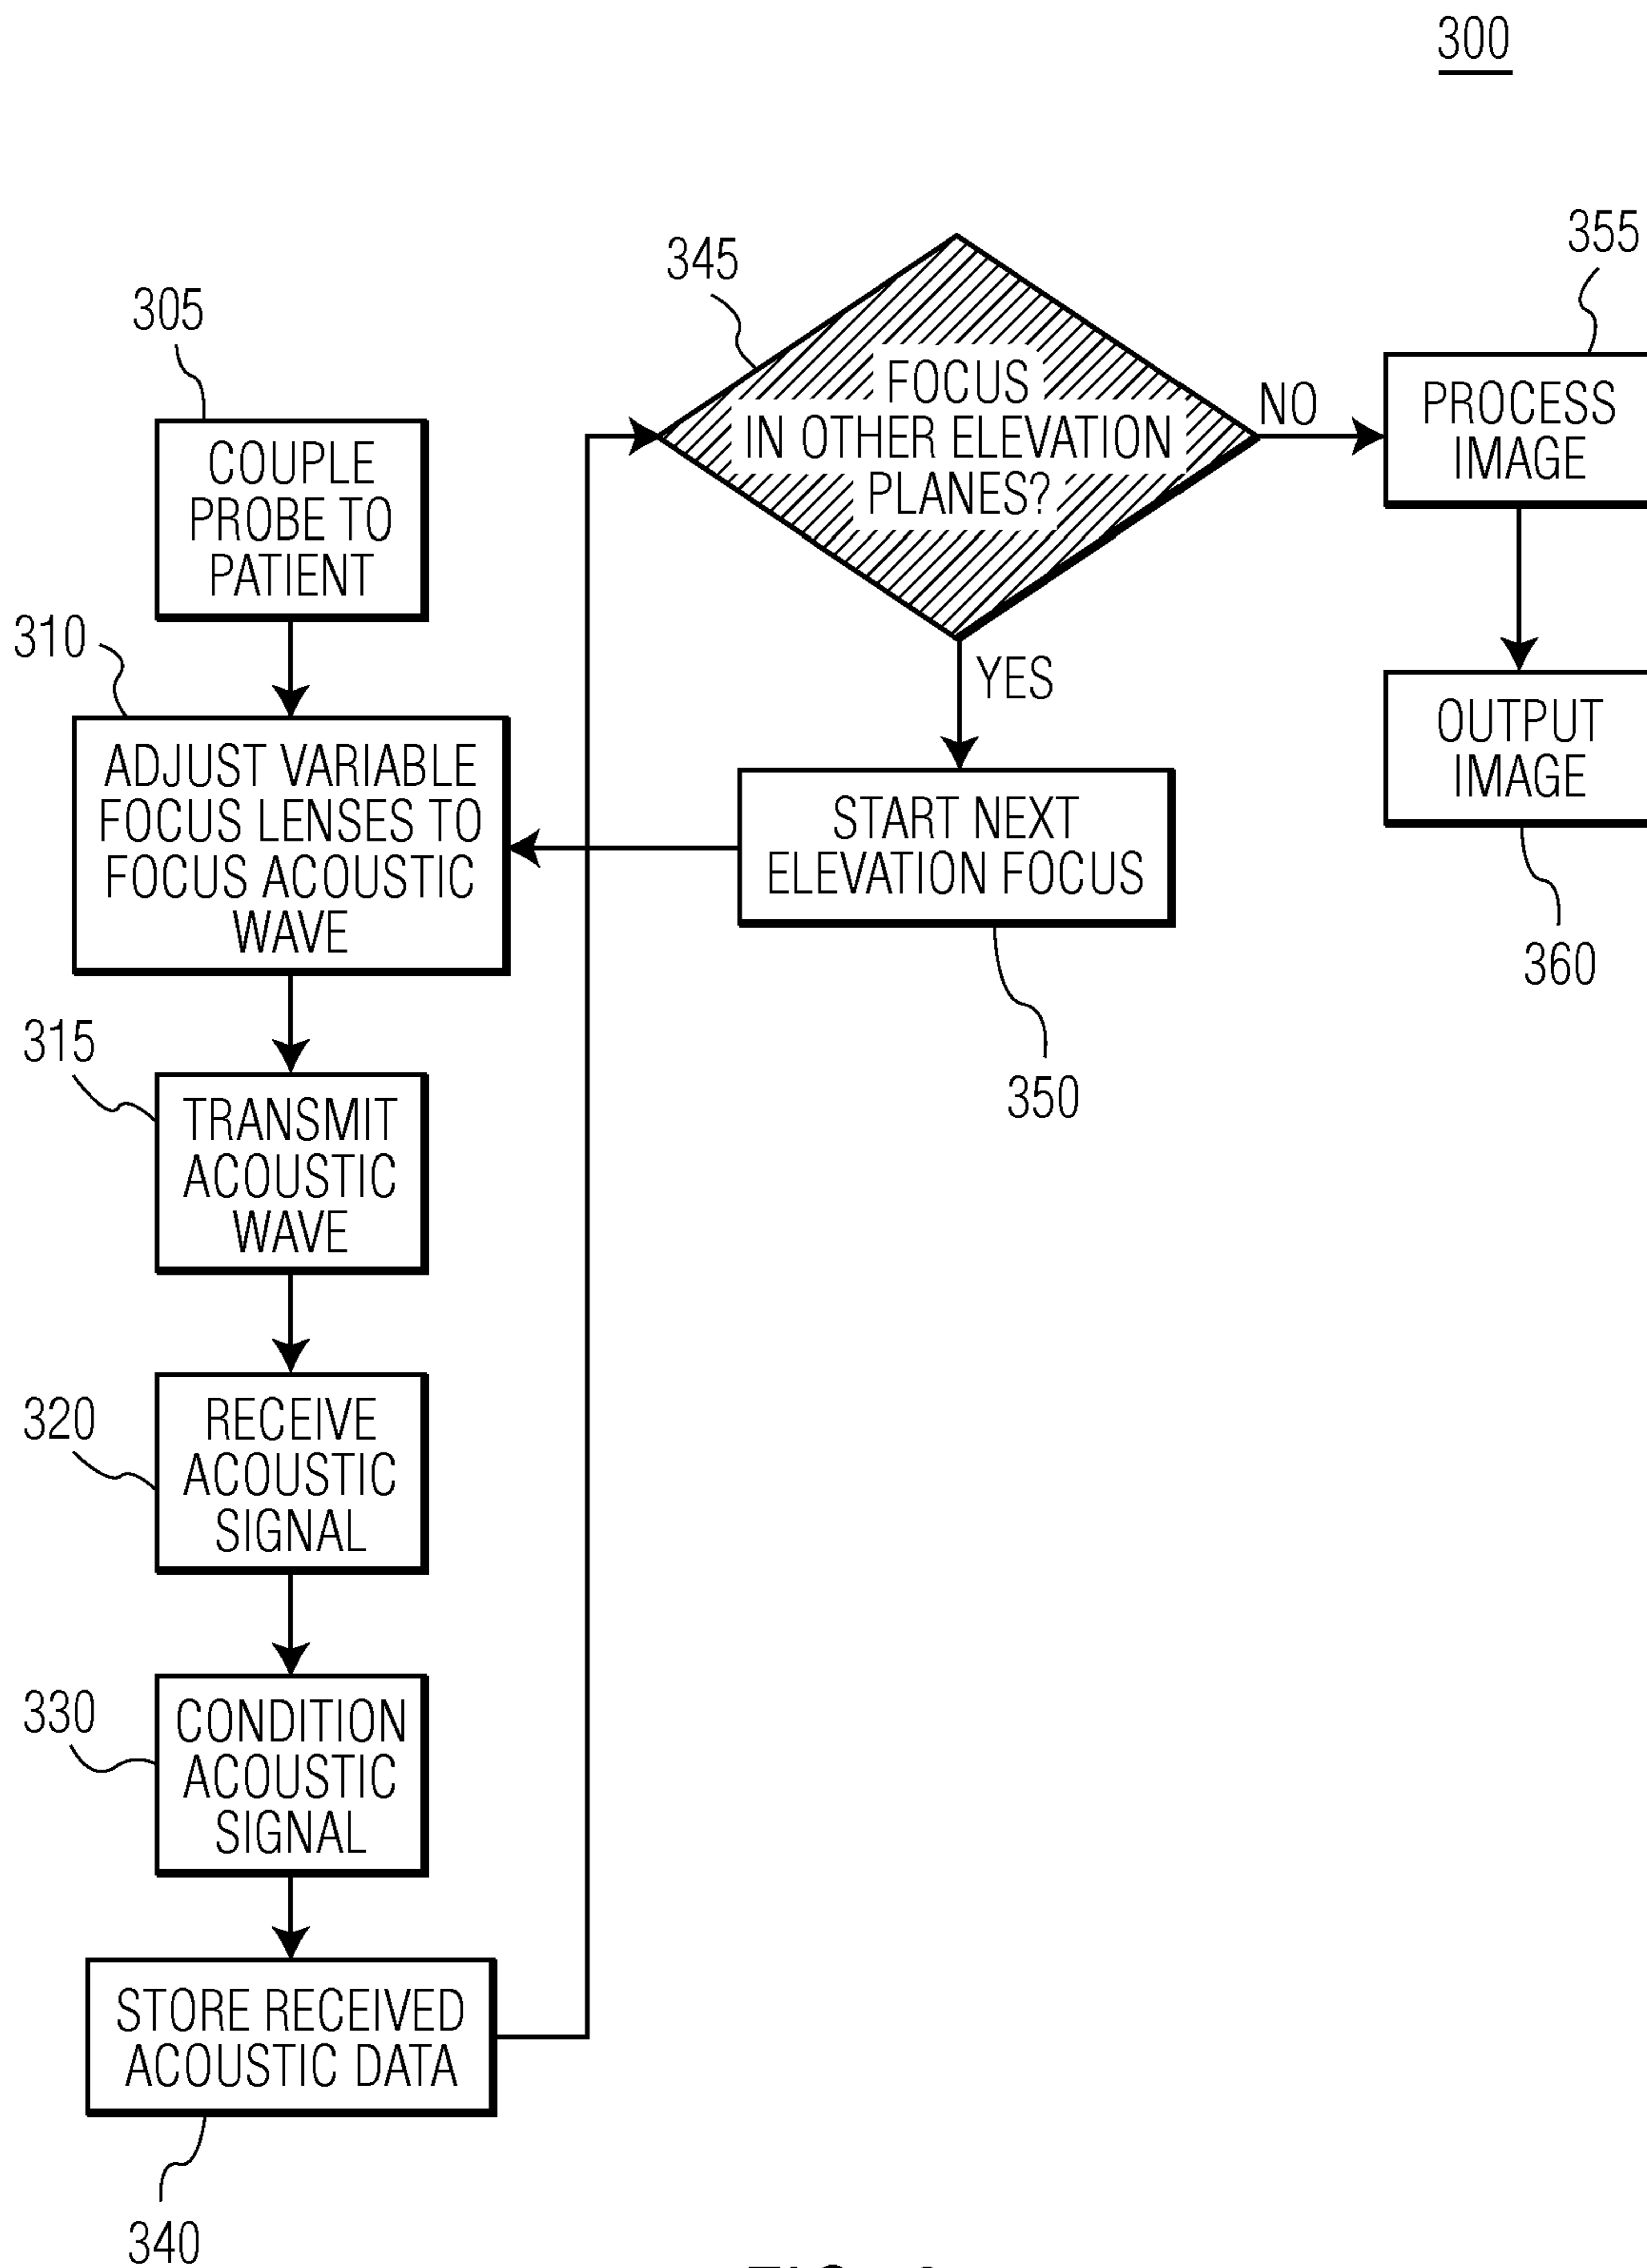 300
305
COUPLE
PROBE TO
PATIENT
310
ADJUST VARIABLE
FOCUS LENSES TO
FOCUS ACOUSTIC
WAVE
315
TRANSMIT
ACOUSTIC
WAVE
320
RECEIVE
ACOUSTIC
SIGNAL
330
CONDITION
ACOUSTIC
SIGNAL
STORE RECEIVED
ACOUSTIC DATA
340
345
FOCUS
IN OTHER ELEVATION
PLANES?
NO
YES
START NEXT
ELEVATION FOCUS
350
355
PROCESS
IMAGE
OUTPUT
IMAGE
360